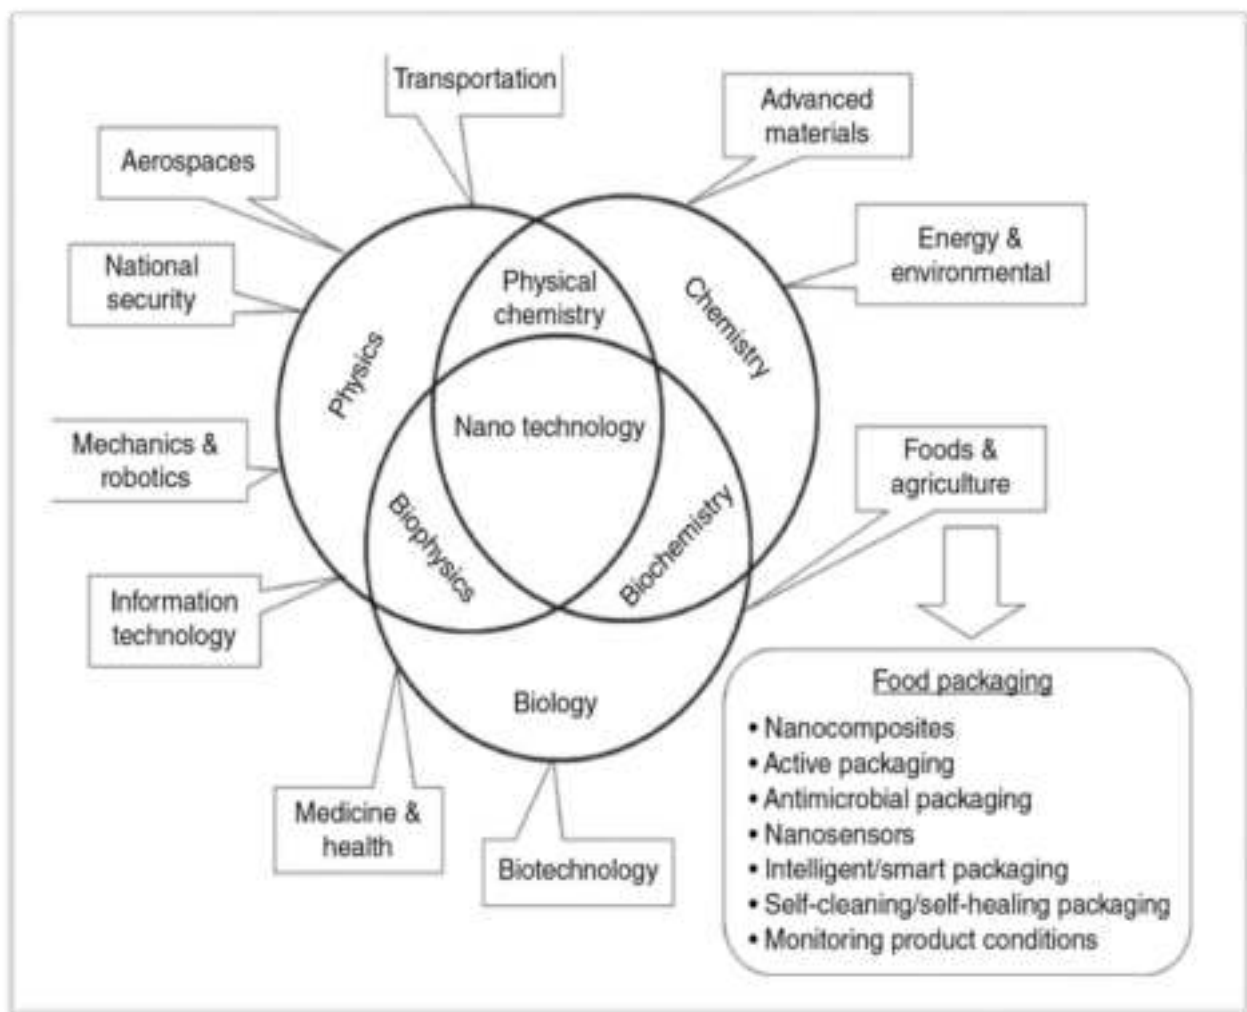 Transportation
Advanced
materials
Aerospaces
Energy &
environmental
National
security
Physical
chemistry
Chemistry
Physics
Nano technology
Mechanics &
robotics
Foods &
agriculture
Biophysics
Biochemistry
Information
technology
Biology
Food packaging
• Nanocomposites
• Active packaging
• Antimicrobial packaging
• Nanosensors
• Intelligent/smart packaging
• Self-cleaning/self-healing packaging
• Monitoring product conditions
Medicine &
health
Biotechnology